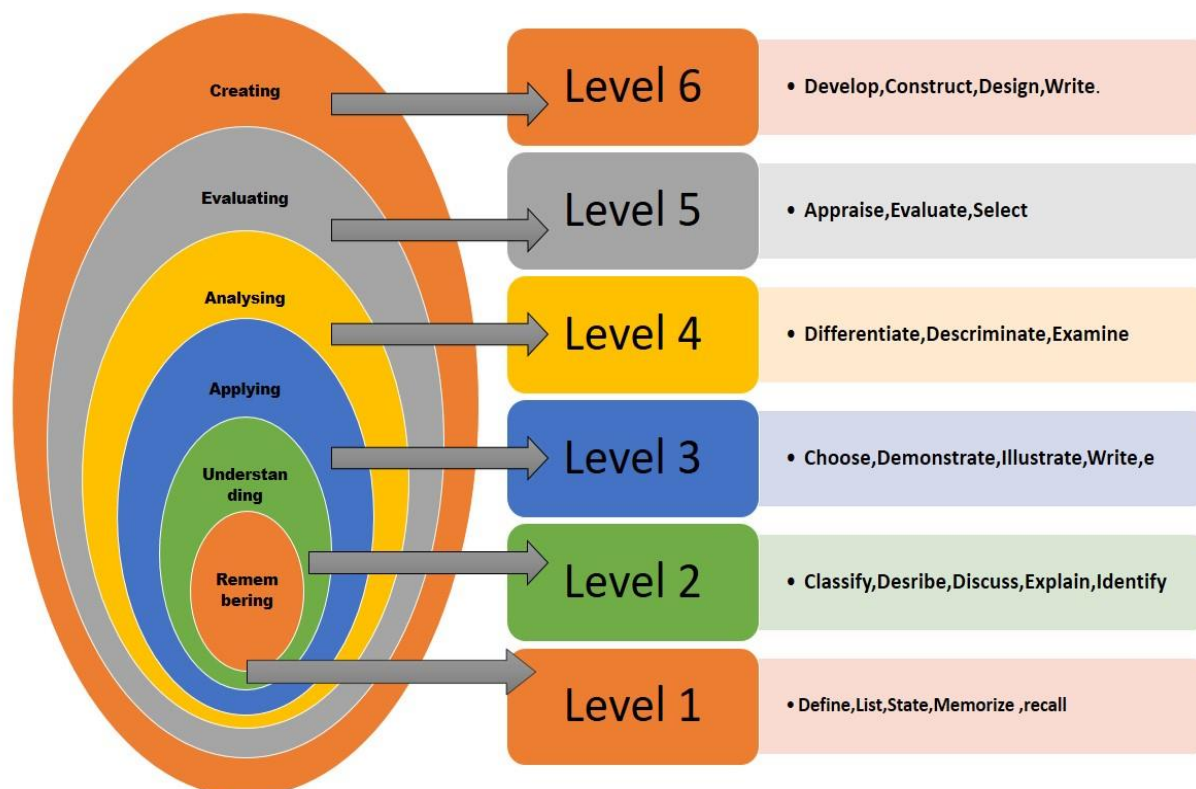 Creating
Level 6
• Develop,Construct,Design,Write.
Evaluating
Level 5
• Appraise,Evaluate,Select
Analysing
Level 4
• Differentiate,Descriminate,Examine
Applying
Level 3
• Choose,Demonstrate,Illustrate,Write,e
Understan
ding
Level 2
• Classify,Desribe,Discuss,Explain,Identify
Remem
bering
Level 1
• Define,List,State,Memorize ,recall